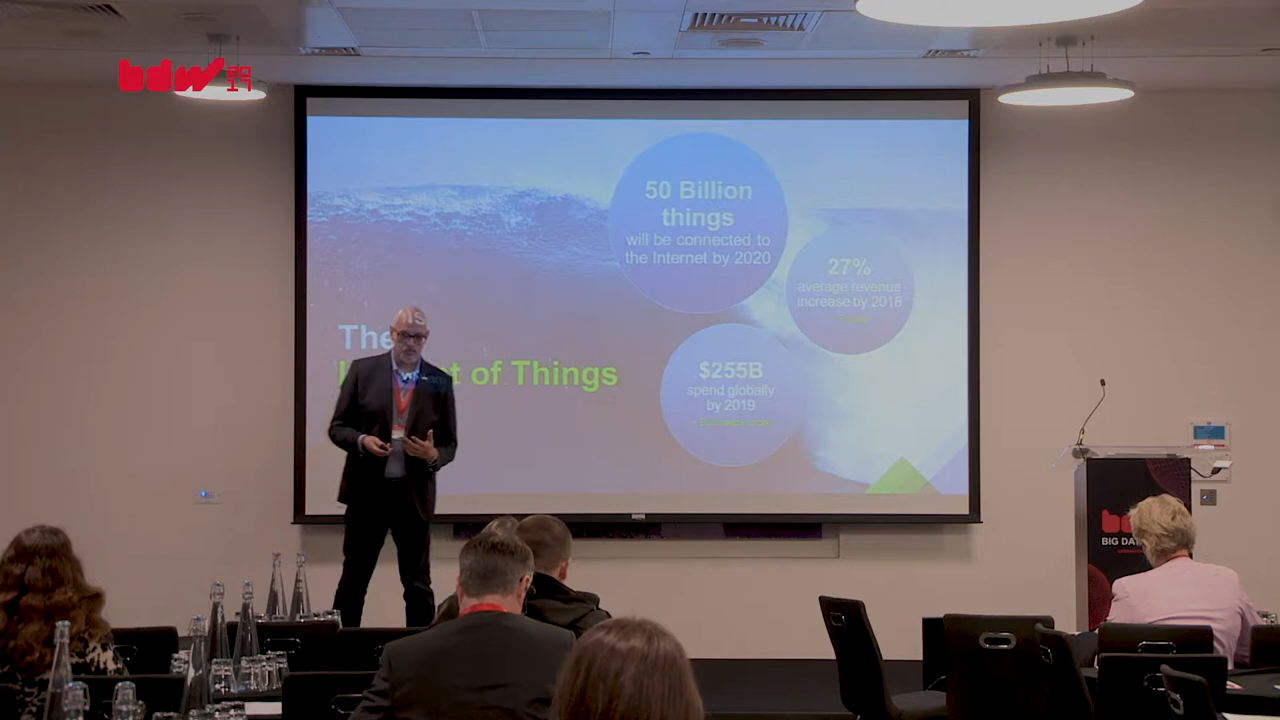 bdw 2019
50 Billion
things
will be connected to
the Internet by 2020
27%
average revenue
increase by 2018
The
t of Things
$255B
spend globally
by 2019
BIG DA